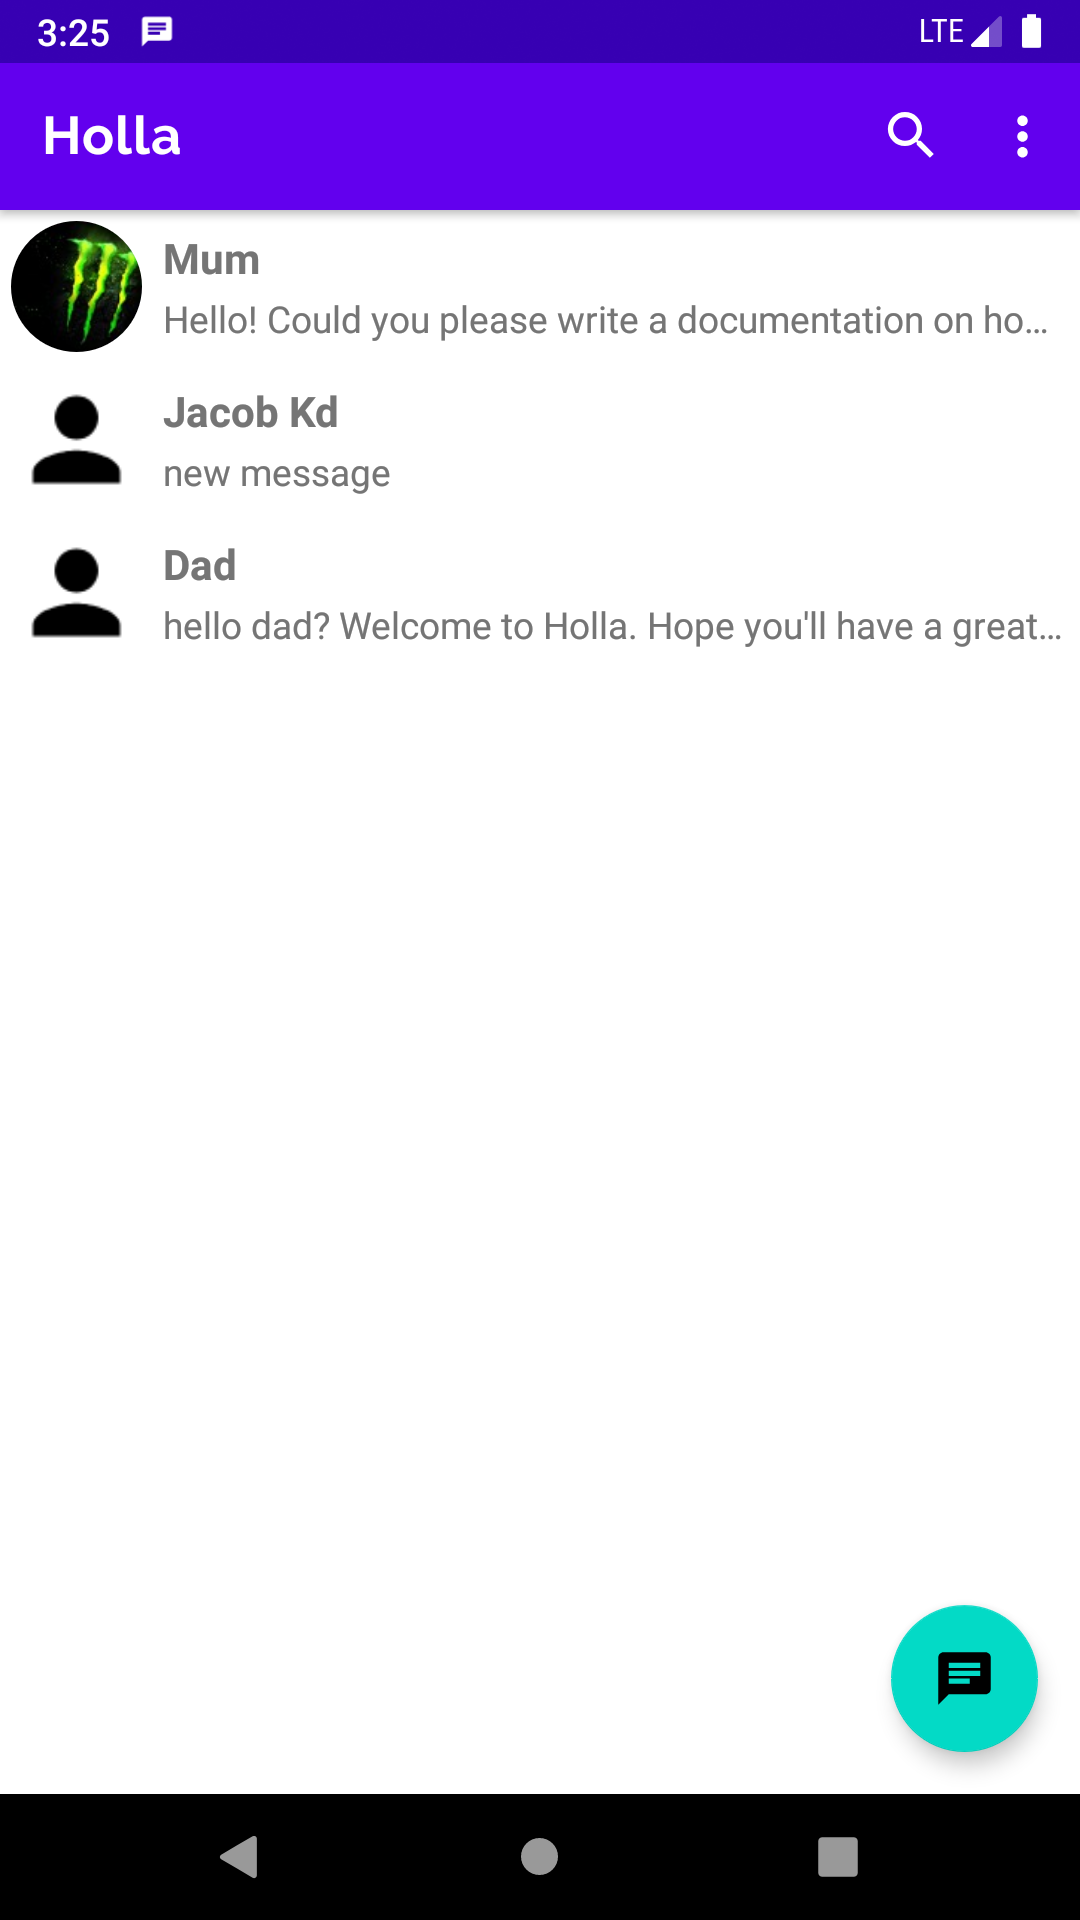 3:25
LTE
Holla
Mum
Hello! Could you please write a documentation on ho…
Jacob Kd
new message
Dad
hello dad? Welcome to Holla. Hope you'll have a great…